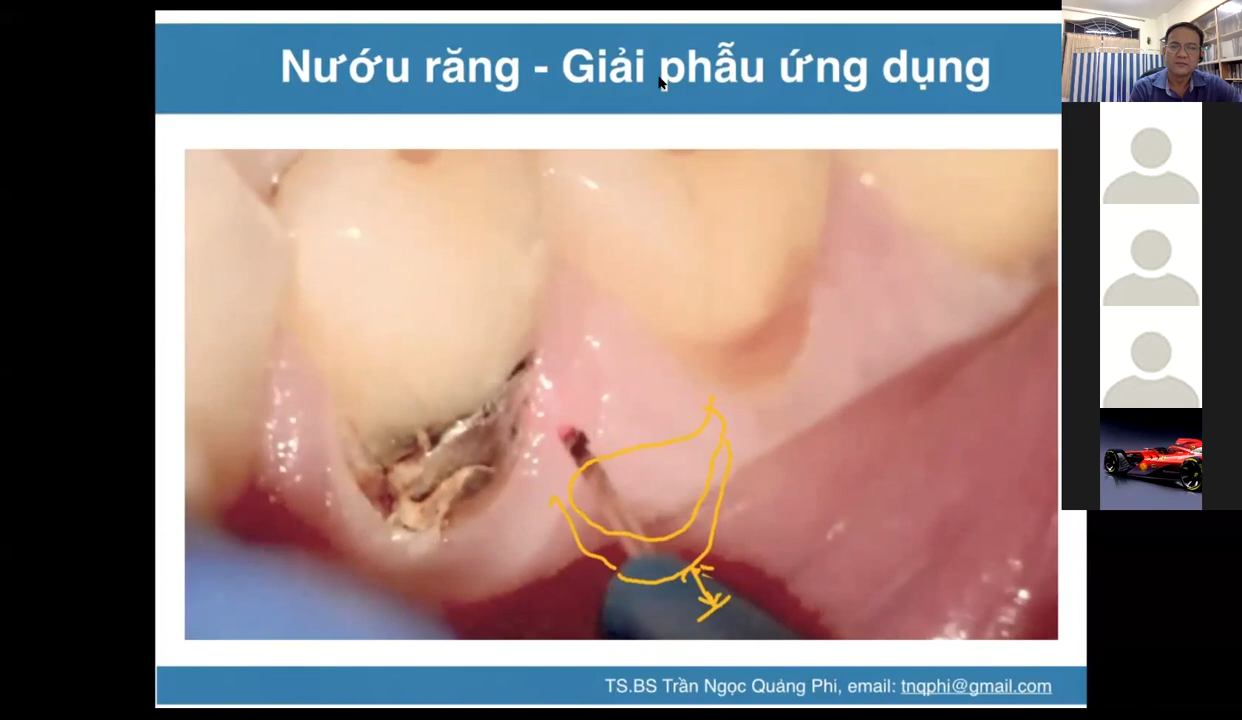 Nướu răng - Giải phẫu ứng dụng
TS.BS Trần Ngọc Quảng Phi, email: tnqphi@gmail.com